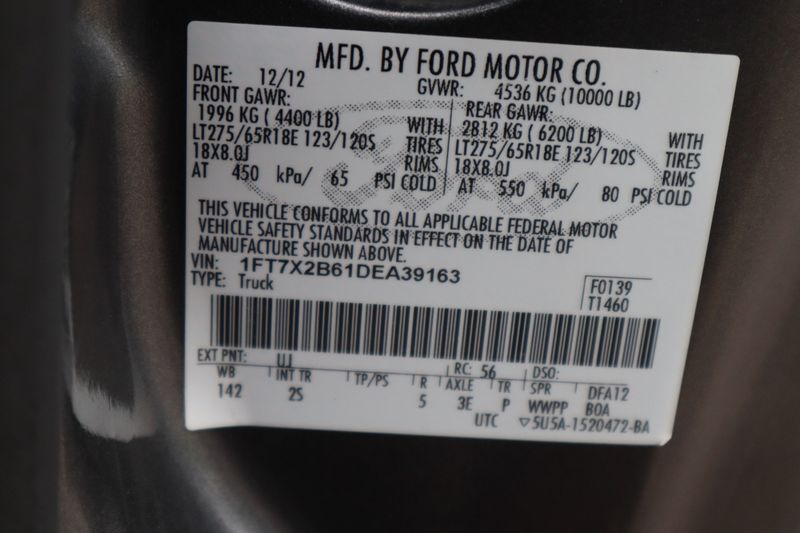 MFD. BY FORD MOTOR CO.
DATE: 12/12 GVWR: 4536 KG (10000 LB)
FRONT GAWR: REAR GAWR:
1996 KG ( 4400 LB) WITH 2812 KG ( 6200 LB) WITH
LT275/65R18E 123/120S TIRES LT275/65R18E 123/120S TIRES
18X8.0J RIMS 18X8.0J RIMS
AT 450 kPa/ 65 PSI COLD AT 550 kPa/ 80 PSI COLD
Ford
THIS VEHICLE CONFORMS TO ALL APPLICABLE FEDERAL MOTOR
VEHICLE SAFETY STANDARDS IN EFFECT ON THE DATE OF
MANUFACTURE SHOWN ABOVE.
VIN: 1FT7X2B61DEA39163
TYPE: Truck F0139
T1460
EXT PNT: UJ RC: 56 DSO:
WB INT TR TP/PS R AXLE TR SPR DFA12
142 2S 5 3E P WWPP BOA
UTC ▽5U5A-1520472-BA